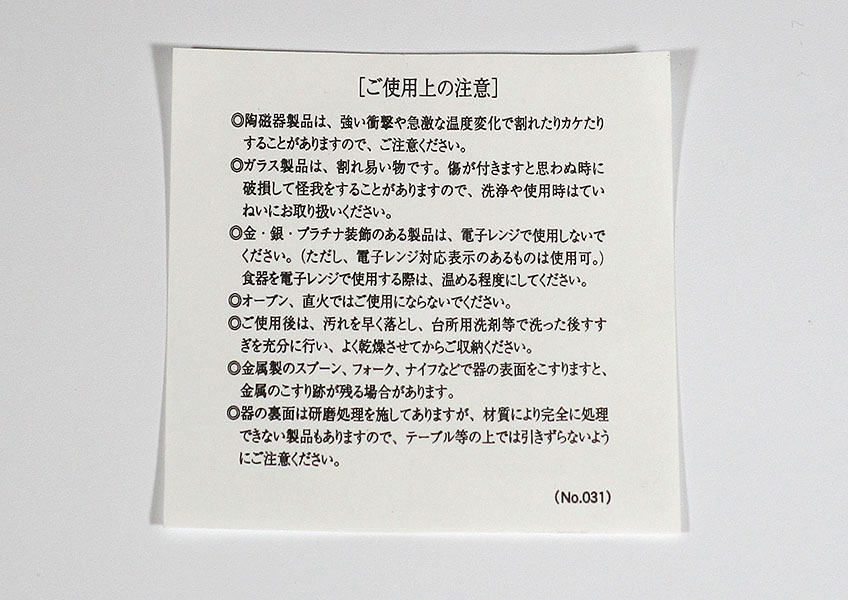 [ご使用上の注意]
◎陶磁器製品は、強い衝撃や急激な温度変化で割れたりカケたり
することがありますので、ご注意ください。
◎ガラス製品は、割れ易い物です。傷が付きますと思わぬ時に
破損して怪我をすることがありますので、洗浄や使用時はてい
ねいにお取り扱いください。
◎金・銀・プラチナ装飾のある製品は、電子レンジで使用しないで
ください。(ただし、電子レンジ対応表示のあるものは使用可。)
食器を電子レンジで使用する際は、温める程度にしてください。
◎オーブン、直火ではご使用にならないでください。
◎ご使用後は、汚れを早く落とし、台所用洗剤等で洗った後すす
ぎを充分に行い、よく乾燥させてからご収納ください。
◎金属製のスプーン、フォーク、ナイフなどで器の表面をこすりますと、
金属のこすり跡が残る場合があります。
◎器の裏面は研磨処理を施してありますが、材質により完全に処理
できない製品もありますので、テーブル等の上では引きずらないよう
にご注意ください。
(No.031)